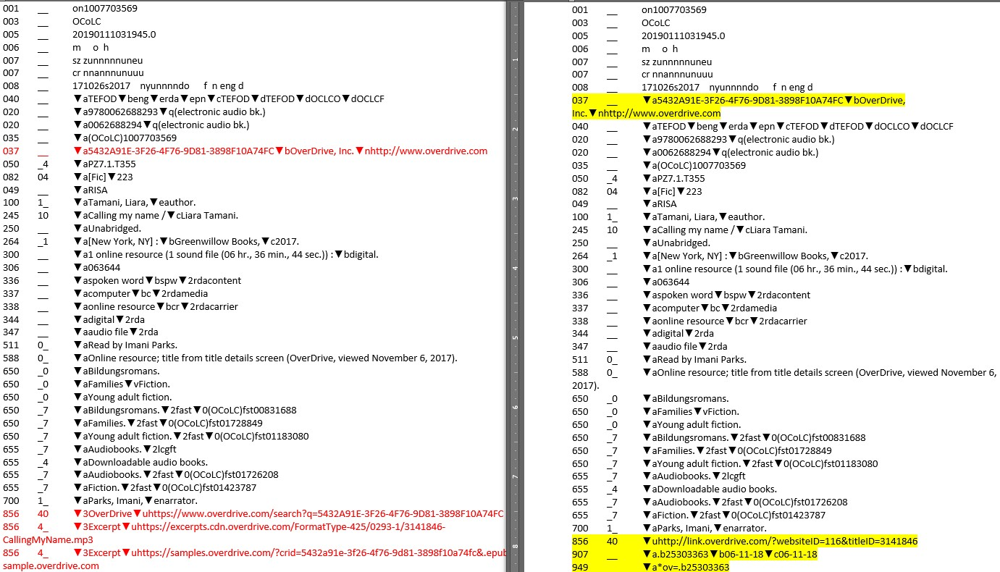 001 __ on1007703569
003 __ OCoLC
005 __ 20190111031945.0
006 __ m o h
007 __ sz zunnnnnuneu
007 __ cr nnannnunuuu
008 __ 171026s2017 nyunnnndo f n eng d
040 __ ▼aTEFOD▼beng▼erda▼epn▼cTEFOD▼dTEFOD▼dOCLCO▼dOCLCF
020 __ ▼a9780062688293▼q(electronic audio bk.)
020 __ ▼a0062688294▼q(electronic audio bk.)
035 __ ▼a(OCoLC)1007703569
037 __ ▼a5432A91E-3F26-4F76-9D81-3898F10A74FC▼bOverDrive, Inc.▼nhttp://www.overdrive.com
050 _4 ▼aPZ7.1.T355
082 04 ▼a[Fic]▼223
049 __ ▼aRISA
100 1_ ▼aTamani, Liara,▼eauthor.
245 10 ▼aCalling my name /▼cLiara Tamani.
250 __ ▼aUnabridged.
264 _1 ▼a[New York, NY] :▼bGreenwillow Books,▼c2017.
300 __ ▼a1 online resource (1 sound file (06 hr., 36 min., 44 sec.)) :▼bdigital.
306 __ ▼a063644
336 __ ▼aspoken word▼bspw▼2rdacontent
337 __ ▼acomputer▼bc▼2rdamedia
338 __ ▼aonline resource▼bcr▼2rdacarrier
344 __ ▼adigital▼2rda
347 __ ▼aaudio file▼2rda
511 0_ ▼aRead by Imani Parks.
588 0_ ▼aOnline resource; title from title details screen (OverDrive, viewed November 6, 2017).
650 _0 ▼aBildungsromans.
650 _0 ▼aFamilies▼vFiction.
650 _0 ▼aYoung adult fiction.
650 _7 ▼aBildungsromans.▼2fast▼0(OCoLC)fst00831688
650 _7 ▼aFamilies.▼2fast▼0(OCoLC)fst01728849
650 _7 ▼aYoung adult fiction.▼2fast▼0(OCoLC)fst01183080
655 _7 ▼aAudiobooks.▼2lcgft
655 _4 ▼aDownloadable audio books.
655 _7 ▼aAudiobooks.▼2fast▼0(OCoLC)fst01726208
655 _7 ▼aFiction.▼2fast▼0(OCoLC)fst01423787
700 1_ ▼aParks, Imani,▼enarrator.
856 40 ▼3OverDrive▼uhttps://www.overdrive.com/search?q=5432A91E-3F26-4F76-9D81-3898F10A74FC
856 4_ ▼3Excerpt▼uhttps://excerpts.cdn.overdrive.com/FormatType-425/0293-1/3141846-
CallingMyName.mp3
856 4_ ▼3Excerpt▼uhttps://samples.overdrive.com/?crid=5432a91e-3f26-4f76-9d81-3898f10a74fc&.epub
sample.overdrive.com
1
2
3
4
5
6
7
8
001 __ on1007703569
003 __ OCoLC
005 __ 20190111031945.0
006 __ m o h
007 __ sz zunnnnnuneu
007 __ cr nnannnunuuu
008 __ 171026s2017 nyunnnndo f n eng d
037 __ ▼a5432A91E-3F26-4F76-9D81-3898F10A74FC▼bOverDrive,
Inc.▼nhttp://www.overdrive.com
040 __ ▼aTEFOD▼beng▼erda▼epn▼cTEFOD▼dTEFOD▼dOCLCO▼dOCLCF
020 __ ▼a9780062688293▼q(electronic audio bk.)
020 __ ▼a0062688294▼q(electronic audio bk.)
035 __ ▼a(OCoLC)1007703569
050 _4 ▼aPZ7.1.T355
082 04 ▼a[Fic]▼223
049 __ ▼aRISA
100 1_ ▼aTamani, Liara,▼eauthor.
245 10 ▼aCalling my name /▼cLiara Tamani.
250 __ ▼aUnabridged.
264 _1 ▼a[New York, NY] :▼bGreenwillow Books,▼c2017.
300 __ ▼a1 online resource (1 sound file (06 hr., 36 min., 44 sec.)) :▼bdigital.
306 __ ▼a063644
336 __ ▼aspoken word▼bspw▼2rdacontent
337 __ ▼acomputer▼bc▼2rdamedia
338 __ ▼aonline resource▼bcr▼2rdacarrier
344 __ ▼adigital▼2rda
347 __ ▼aaudio file▼2rda
511 0_ ▼aRead by Imani Parks.
588 0_ ▼aOnline resource; title from title details screen (OverDrive, viewed November 6,
2017).
650 _0 ▼aBildungsromans.
650 _0 ▼aFamilies▼vFiction.
650 _0 ▼aYoung adult fiction.
650 _7 ▼aBildungsromans.▼2fast▼0(OCoLC)fst00831688
650 _7 ▼aFamilies.▼2fast▼0(OCoLC)fst01728849
650 _7 ▼aYoung adult fiction.▼2fast▼0(OCoLC)fst01183080
655 _7 ▼aAudiobooks.▼2lcgft
655 _4 ▼aDownloadable audio books.
655 _7 ▼aAudiobooks.▼2fast▼0(OCoLC)fst01726208
655 _7 ▼aFiction.▼2fast▼0(OCoLC)fst01423787
700 1_ ▼aParks, Imani,▼enarrator.
856 40 ▼uhttp://link.overdrive.com/?websiteID=116&titleID=3141846
907 __ ▼a.b25303363▼b06-11-18▼c06-11-18
949 ▼a*ov=.b25303363